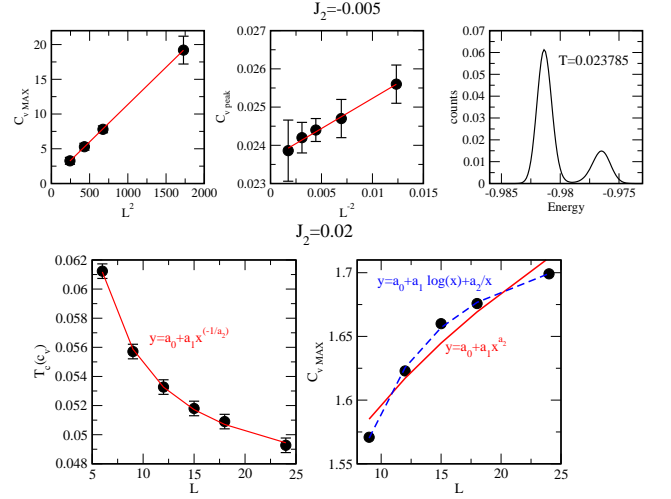 J₂=-0.005
C_v MAX
20
15
10
5
0
0 500 1000 1500 2000
L²
C_v peak
0.027
0.026
0.025
0.024
0.023
0 0.005 0.01 0.015
L⁻²
counts
0.07
0.06
0.05
0.04
0.03
0.02
0.01
0.00
T=0.023785
-0.985 -0.98 -0.975
Energy
J₂=0.02
T_c(c_v)
0.062
0.06
0.058
0.056
0.054
0.052
0.05
0.048
y=a₀+a₁x^(-1/a₂)
5 10 15 20 25
L
C_v MAX
1.7
1.65
1.6
1.55
y=a₀+a₁ log(x)+a₂/x
y=a₀+a₁x^a₂
5 10 15 20 25
L